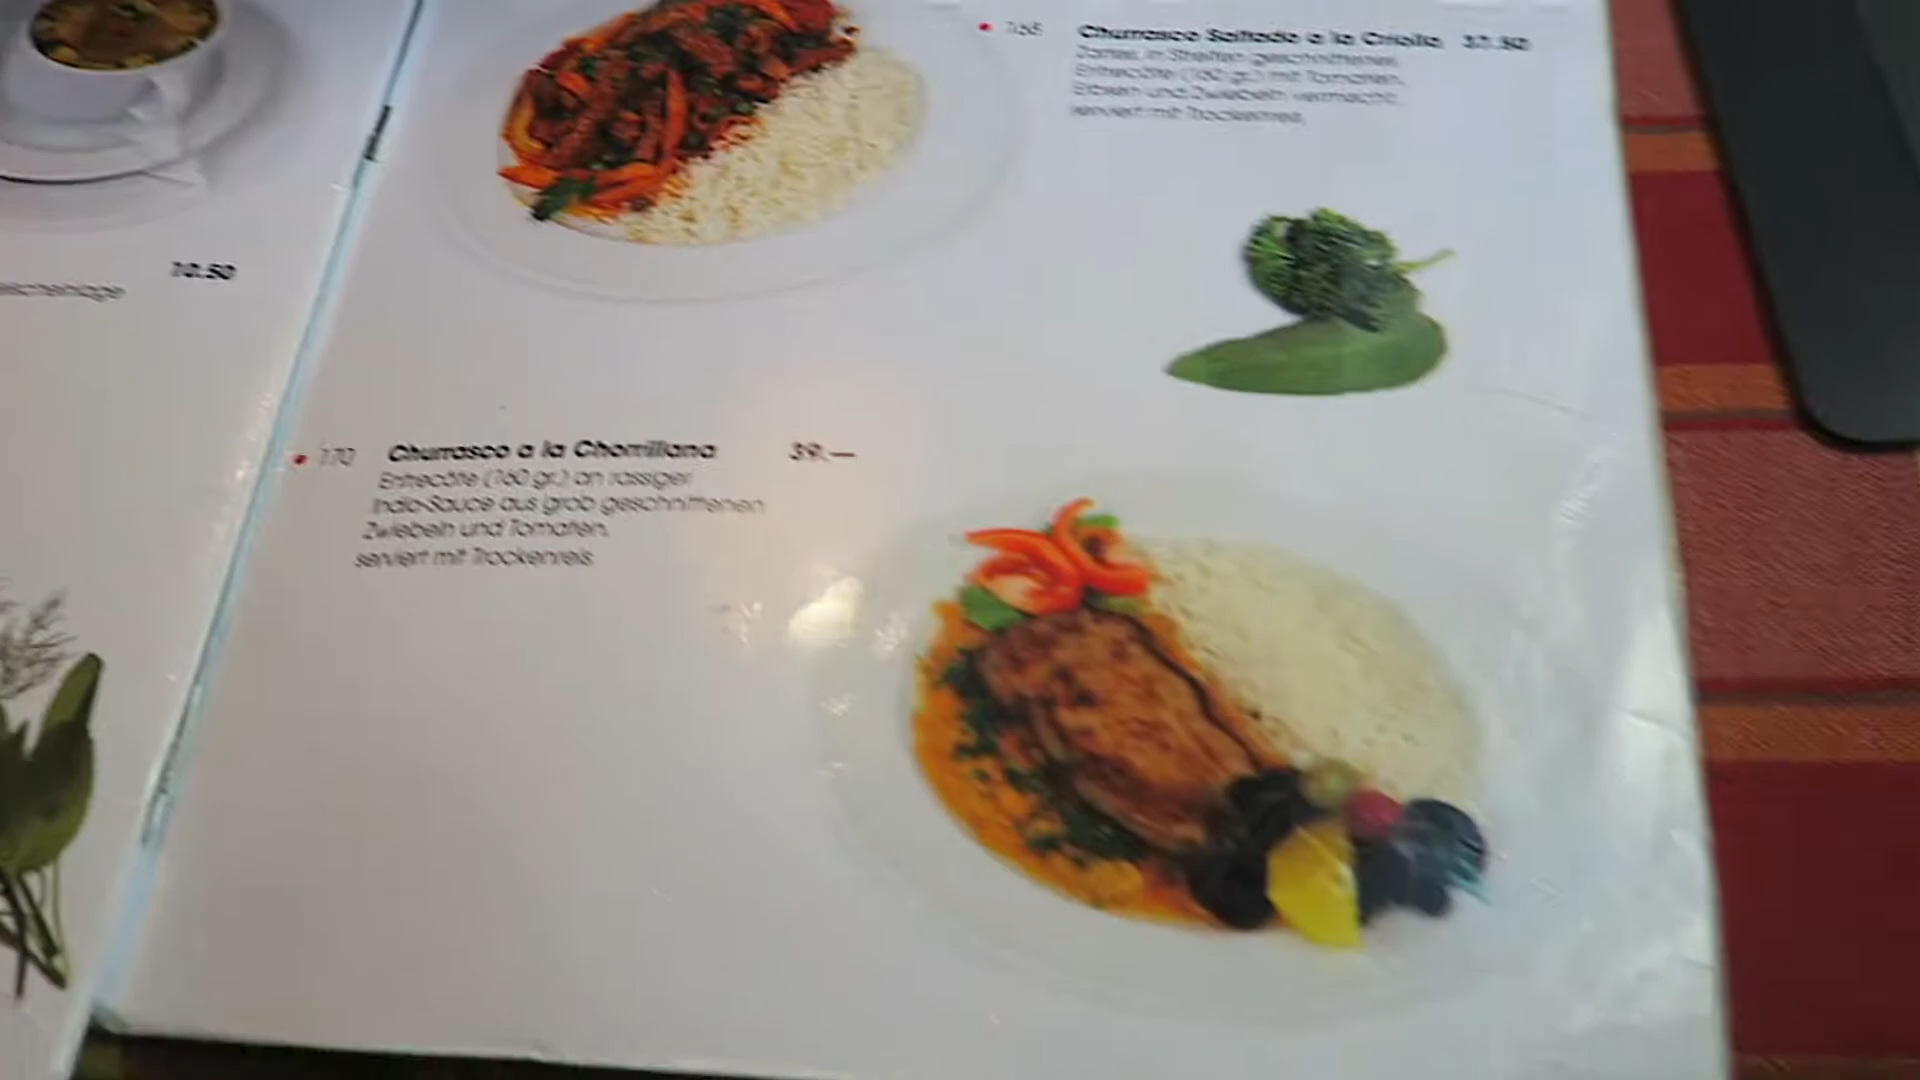 10.50
168 Churrasco Saltado a la Criolla 37.50
Zartes, in Streifen geschnittenes
Entrecôte (160 gr.) mit Tomaten,
Erbsen und Zwiebeln vermacht,
serviert mit Trockenreis
170 Churrasco a la Chorrillana 39.—
Entrecôte (160 gr.) an rassiger
Indio-Sauce aus grob geschnittenen
Zwiebeln und Tomaten,
serviert mit Trockenreis